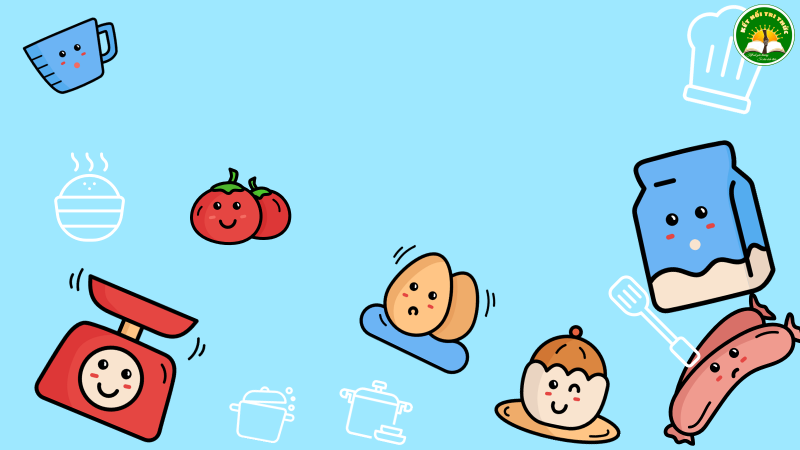 KẾT NỐI TRI THỨC